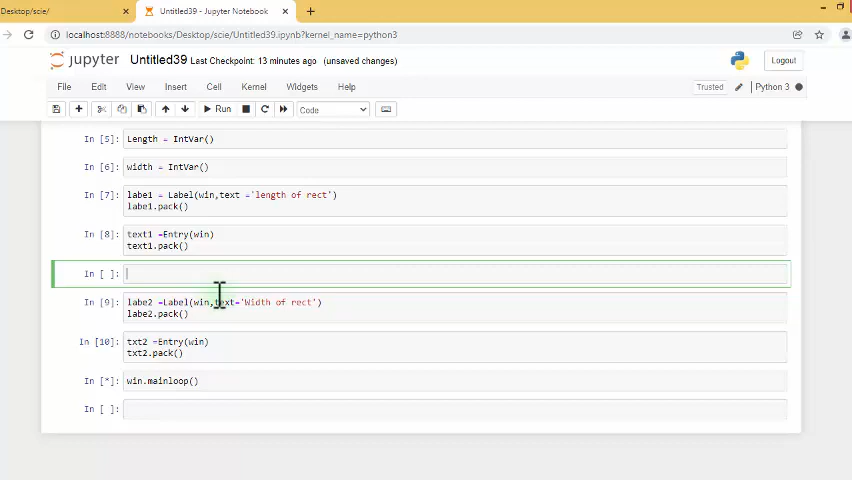 Desktop/scie/ × Untitled39 - Jupyter Notebook × +
localhost:8888/notebooks/Desktop/scie/Untitled39.ipynb?kernel_name=python3
jupyter Untitled39 Last Checkpoint: 13 minutes ago (unsaved changes) Logout
File Edit View Insert Cell Kernel Widgets Help Trusted Python 3
Run Code
In [5]: Length = IntVar()
In [6]: width = IntVar()
In [7]: labe1 = Label(win,text ='length of rect')
labe1.pack()
In [8]: text1 =Entry(win)
text1.pack()
In [ ]:
In [9]: labe2 =Label(win,text='Width of rect')
labe2.pack()
In [10]: txt2 =Entry(win)
txt2.pack()
In [*]: win.mainloop()
In [ ]: